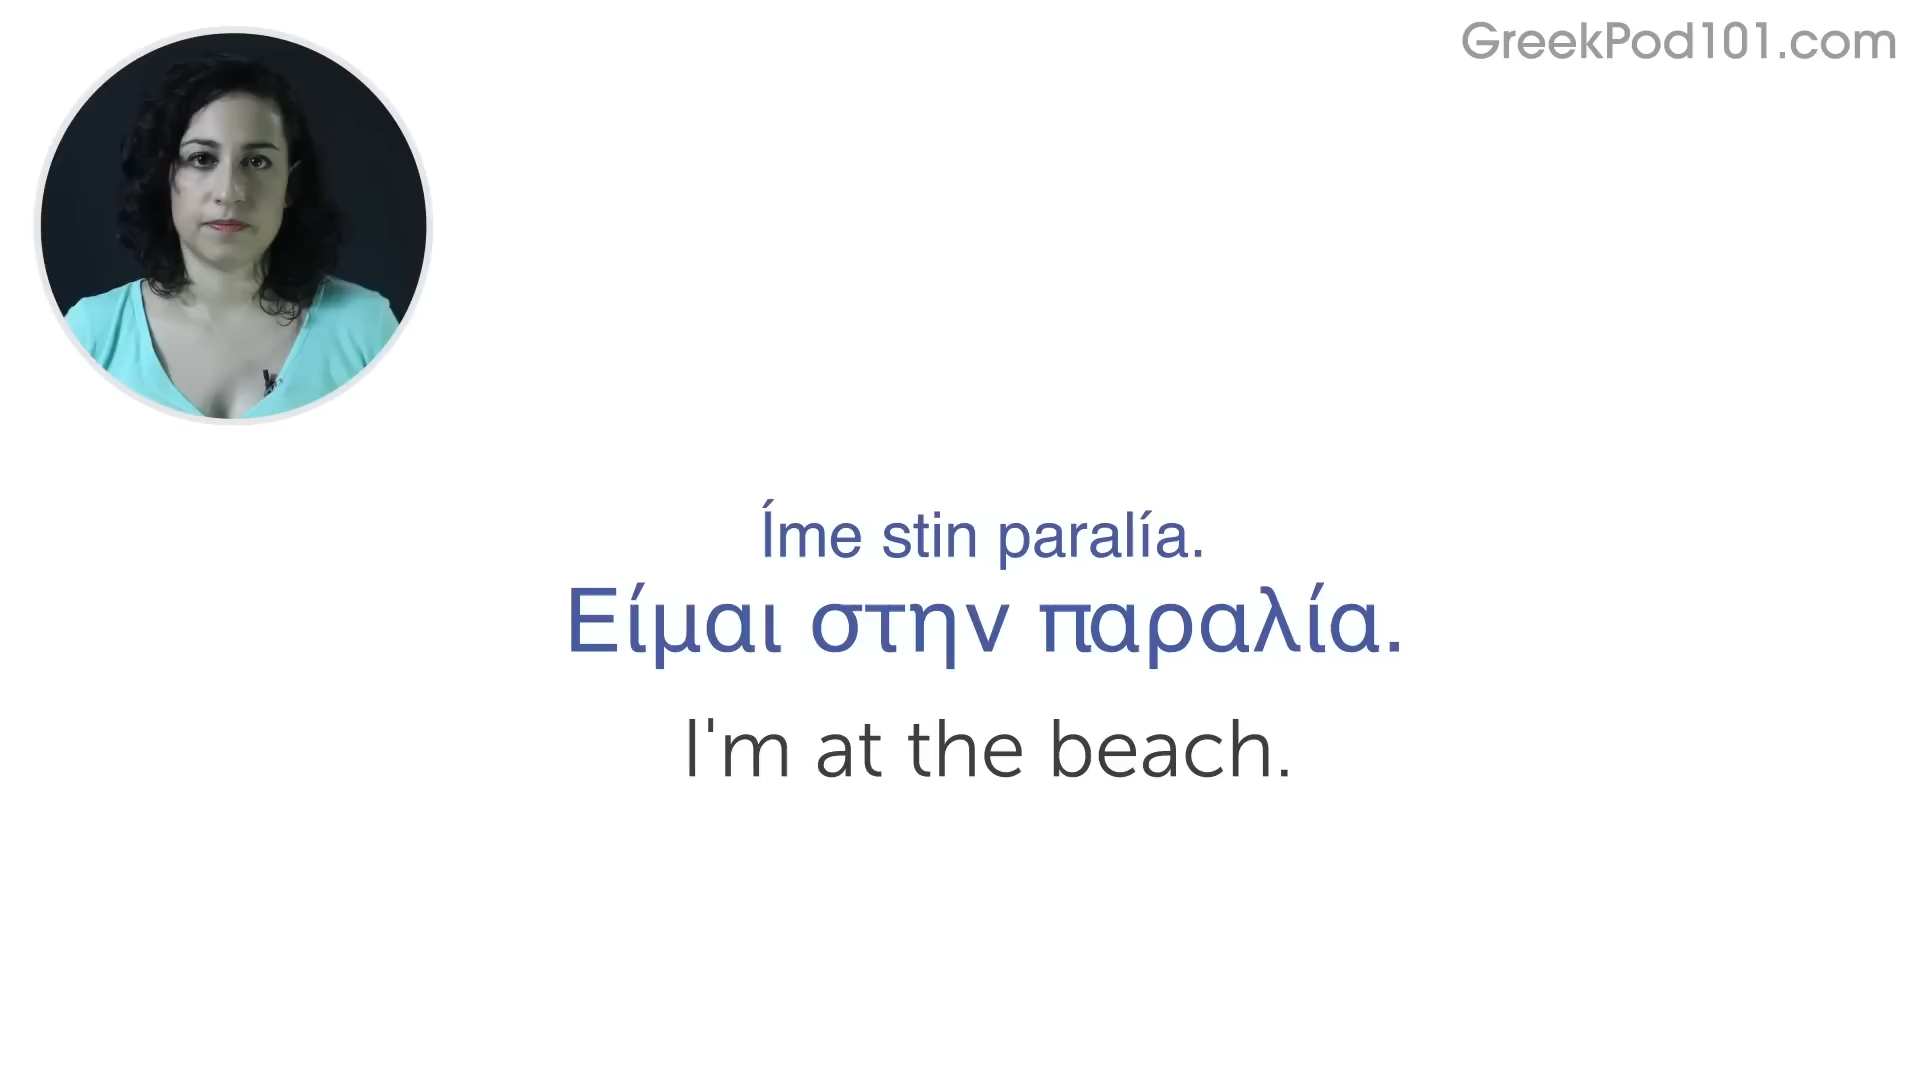 GreekPod101.com
Íme stin paralía.
Είμαι στην παραλία.
I'm at the beach.